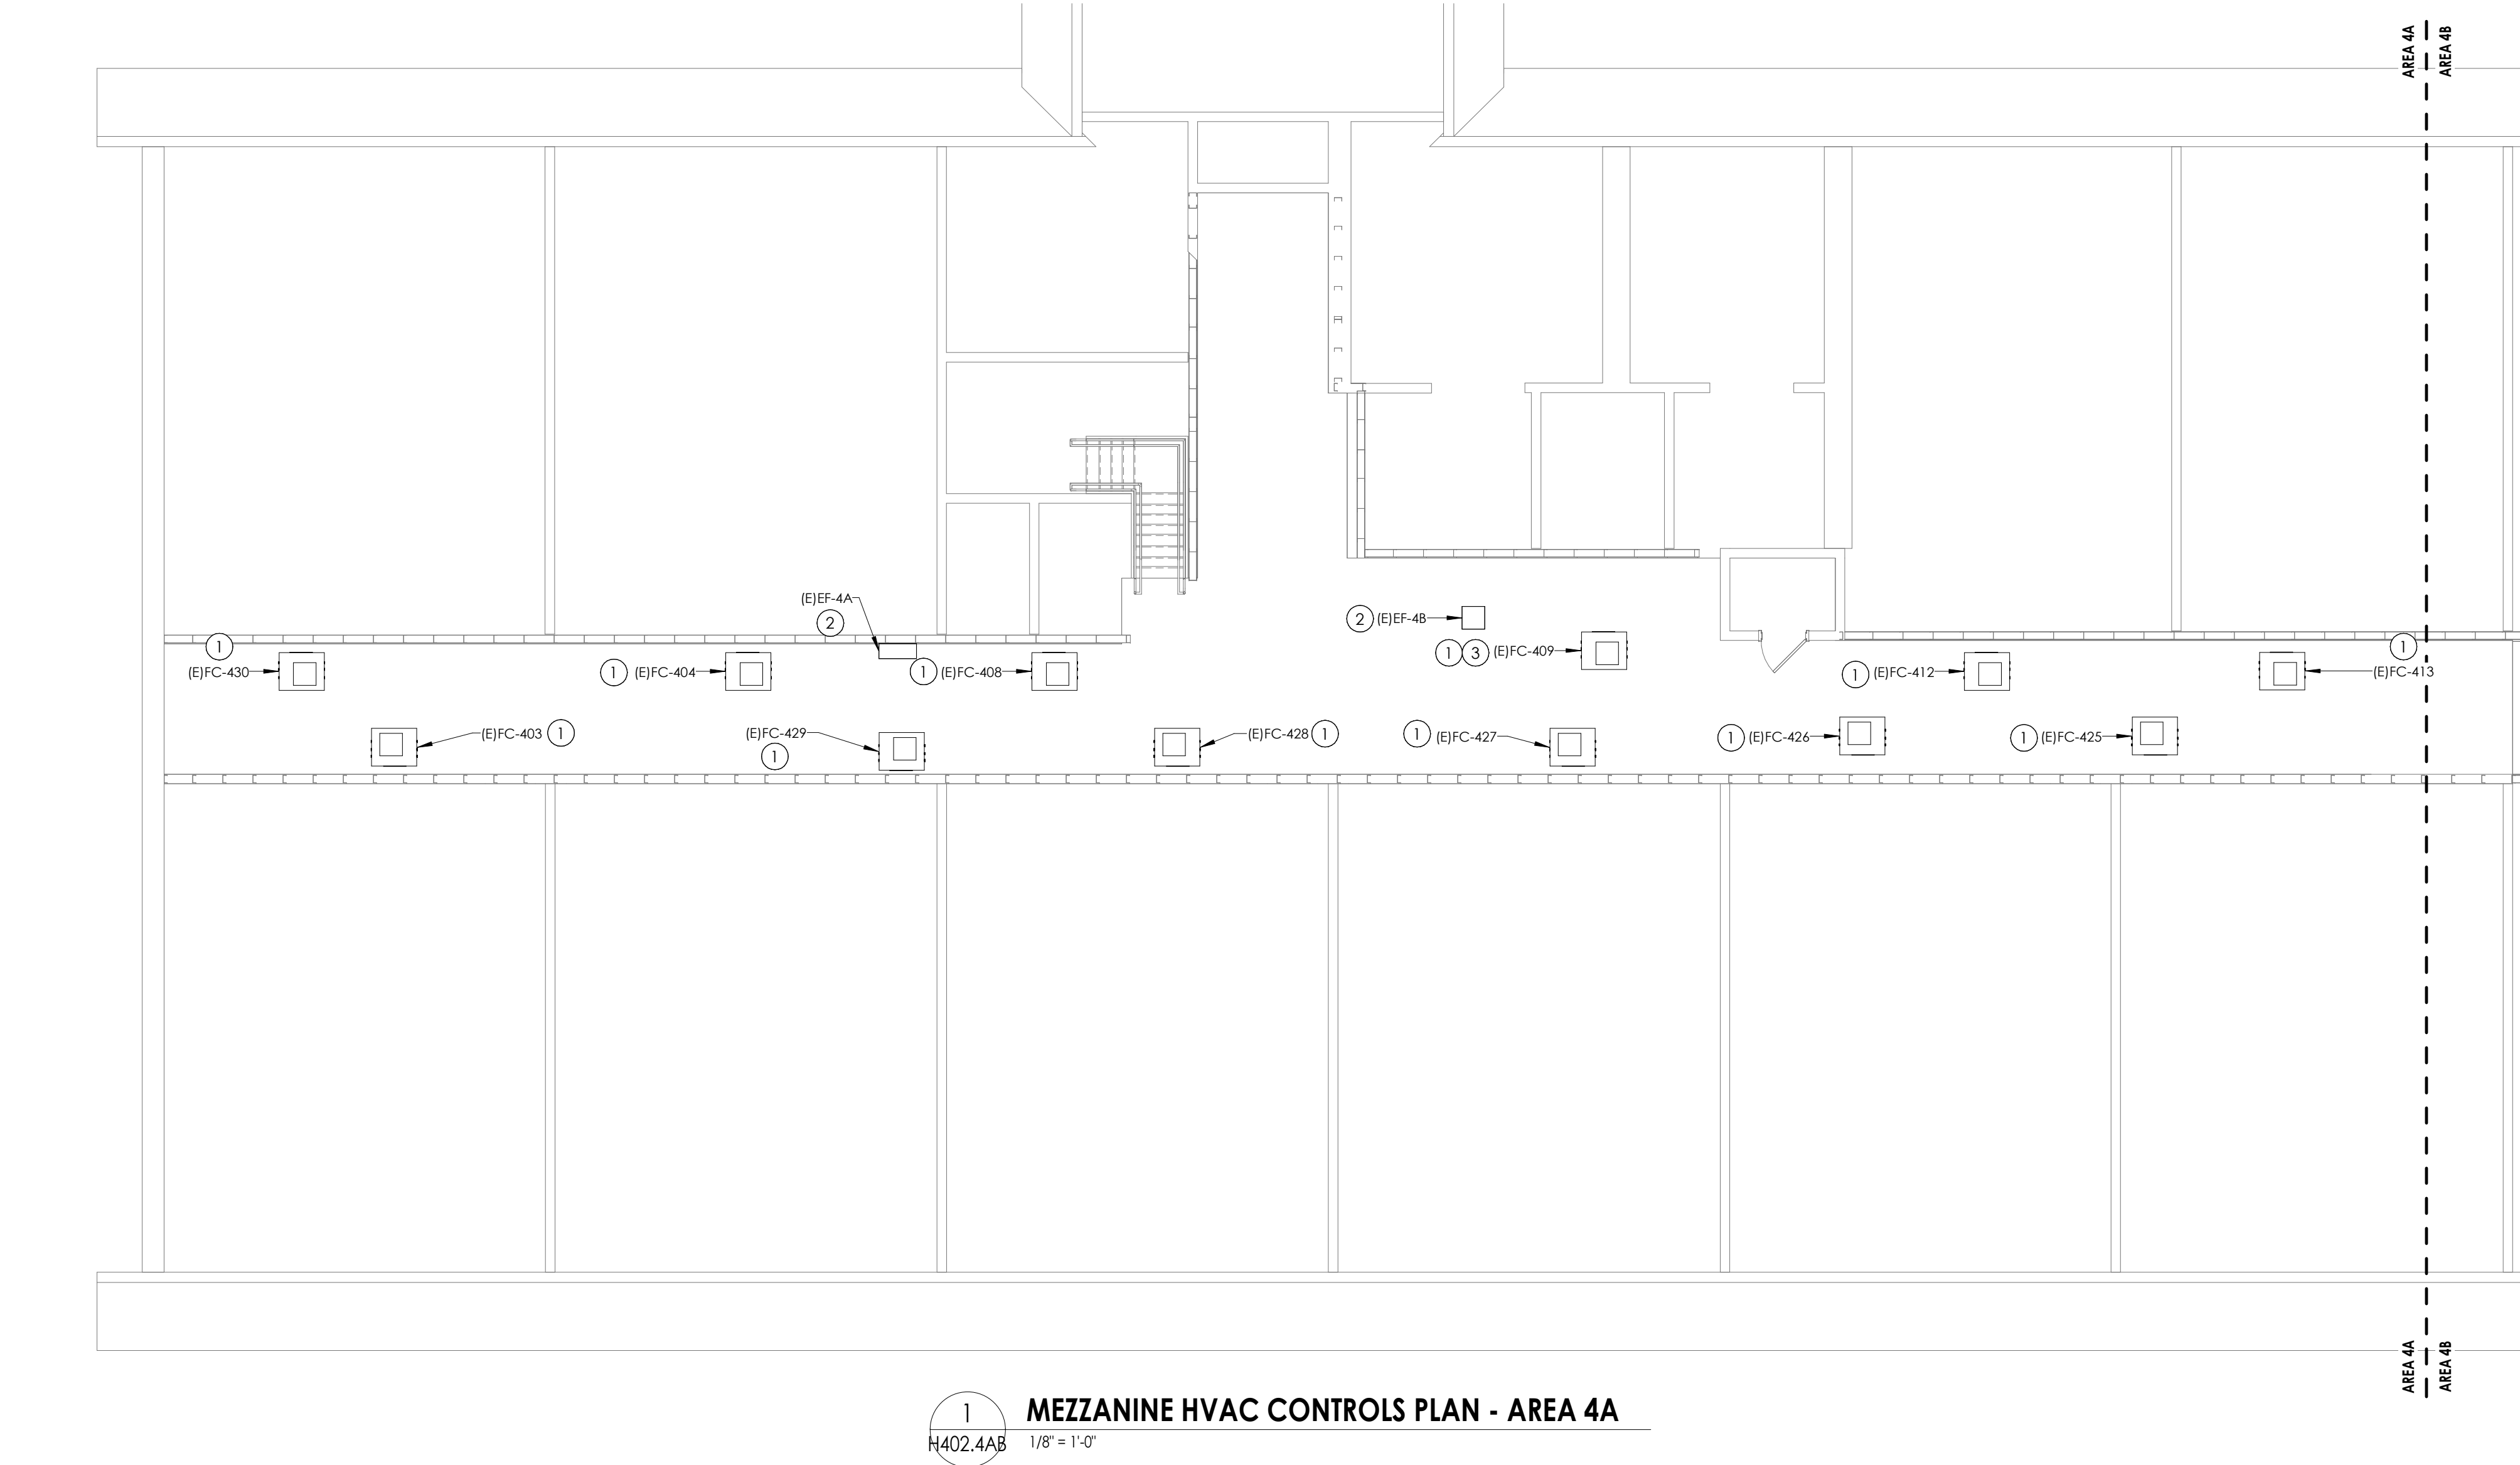 AREA 4A
AREA 4B
(E)EF-4A
2
2
(E)EF-4B
1
1
3
(E)FC-409
1
(E)FC-430
1
(E)FC-404
1
(E)FC-408
1
(E)FC-412
(E)FC-413
(E)FC-403
1
(E)FC-429
1
(E)FC-428
1
1
(E)FC-427
1
(E)FC-426
1
(E)FC-425
AREA 4A
AREA 4B
1
MEZZANINE HVAC CONTROLS PLAN - AREA 4A
H402.4AB
1/8" = 1'-0"